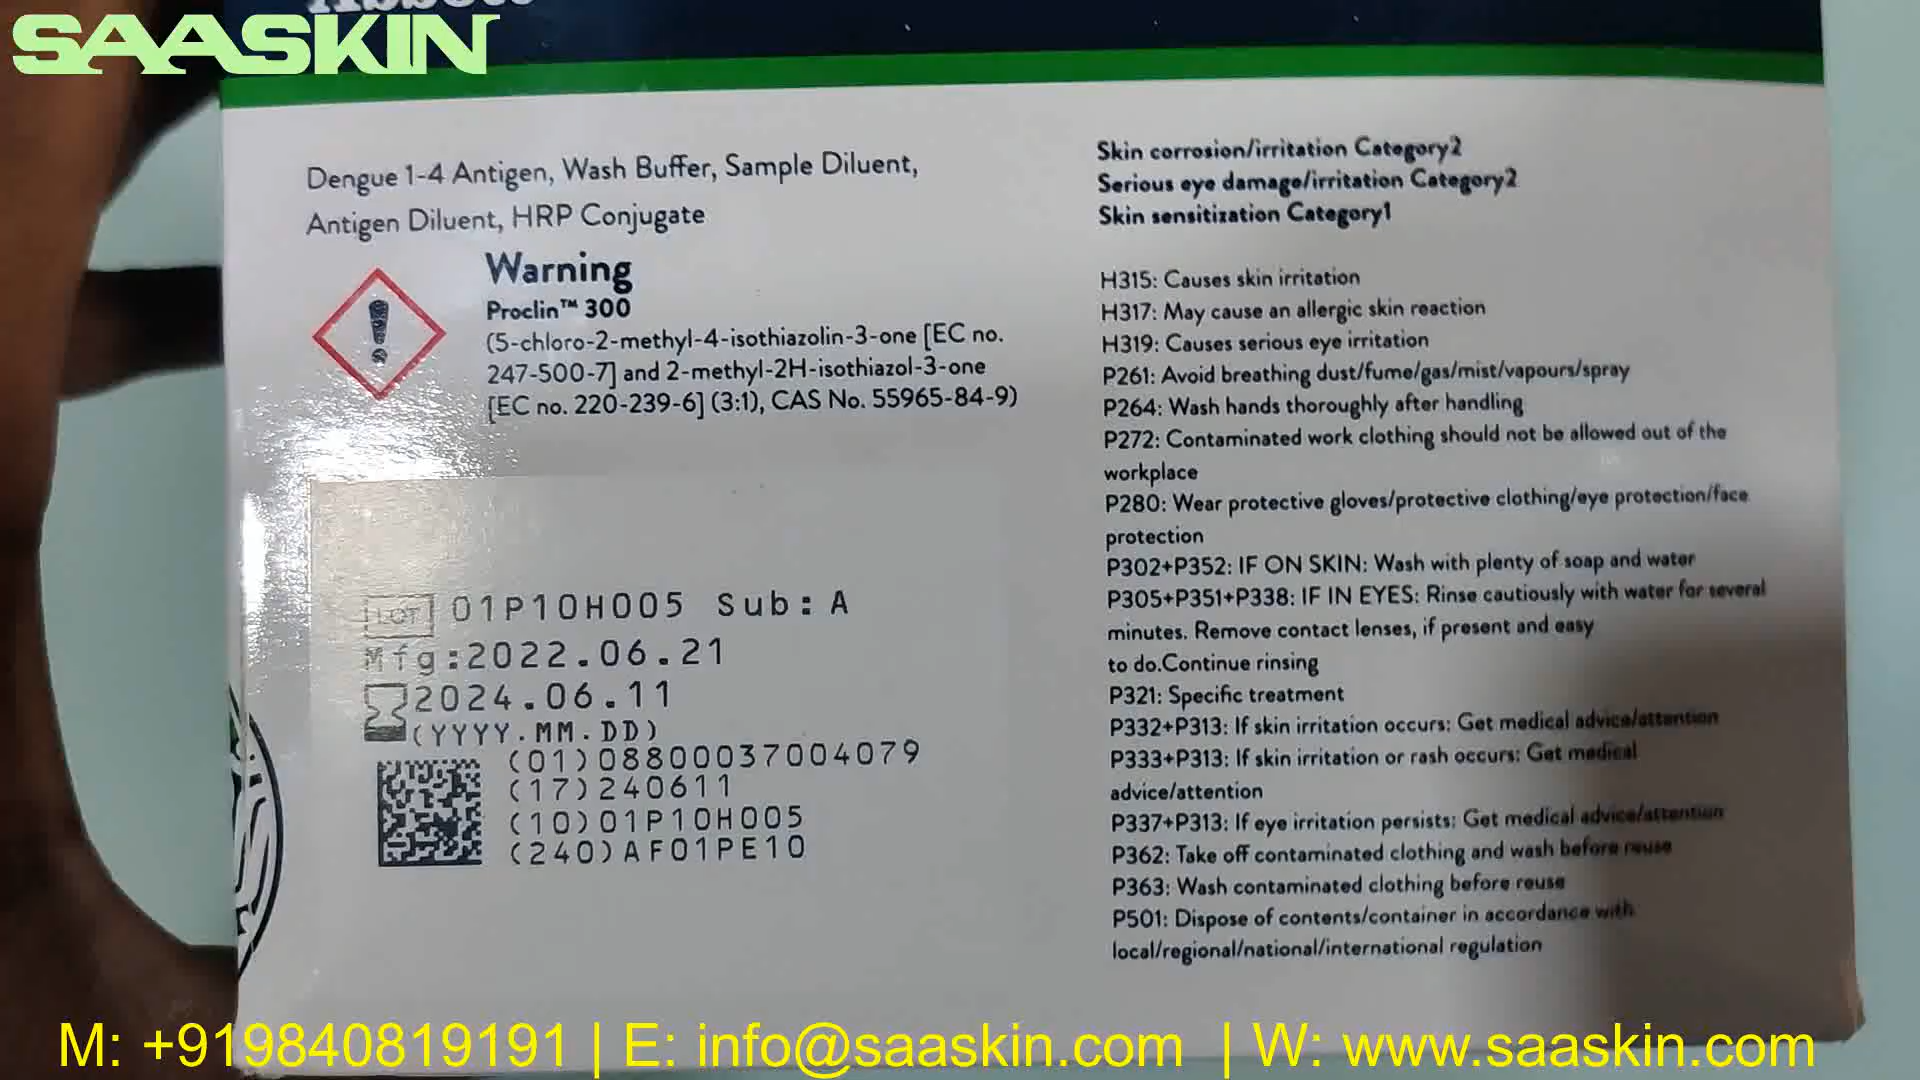 Abbott
SAASKIN
Dengue 1-4 Antigen, Wash Buffer, Sample Diluent,
Antigen Diluent, HRP Conjugate
Warning
Proclin™ 300
(5-chloro-2-methyl-4-isothiazolin-3-one [EC no.
247-500-7] and 2-methyl-2H-isothiazol-3-one
[EC no. 220-239-6] (3:1), CAS No. 55965-84-9)
LOT 01P10H005 Sub: A
Mfg:2022.06.21
2024.06.11
(YYYY.MM.DD)
(01)08800037004079
(17)240611
(10)01P10H005
(240)AF01PE10
Skin corrosion/irritation Category2
Serious eye damage/irritation Category2
Skin sensitization Category1
H315: Causes skin irritation
H317: May cause an allergic skin reaction
H319: Causes serious eye irritation
P261: Avoid breathing dust/fume/gas/mist/vapours/spray
P264: Wash hands thoroughly after handling
P272: Contaminated work clothing should not be allowed out of the
workplace
P280: Wear protective gloves/protective clothing/eye protection/face
protection
P302+P352: IF ON SKIN: Wash with plenty of soap and water
P305+P351+P338: IF IN EYES: Rinse cautiously with water for several
minutes. Remove contact lenses, if present and easy
to do.Continue rinsing
P321: Specific treatment
P332+P313: If skin irritation occurs: Get medical advice/attention
P333+P313: If skin irritation or rash occurs: Get medical
advice/attention
P337+P313: If eye irritation persists: Get medical advice/attention
P362: Take off contaminated clothing and wash before reuse
P363: Wash contaminated clothing before reuse
P501: Dispose of contents/container in accordance with
local/regional/national/international regulation
M: +919840819191 | E: info@saaskin.com | W: www.saaskin.com